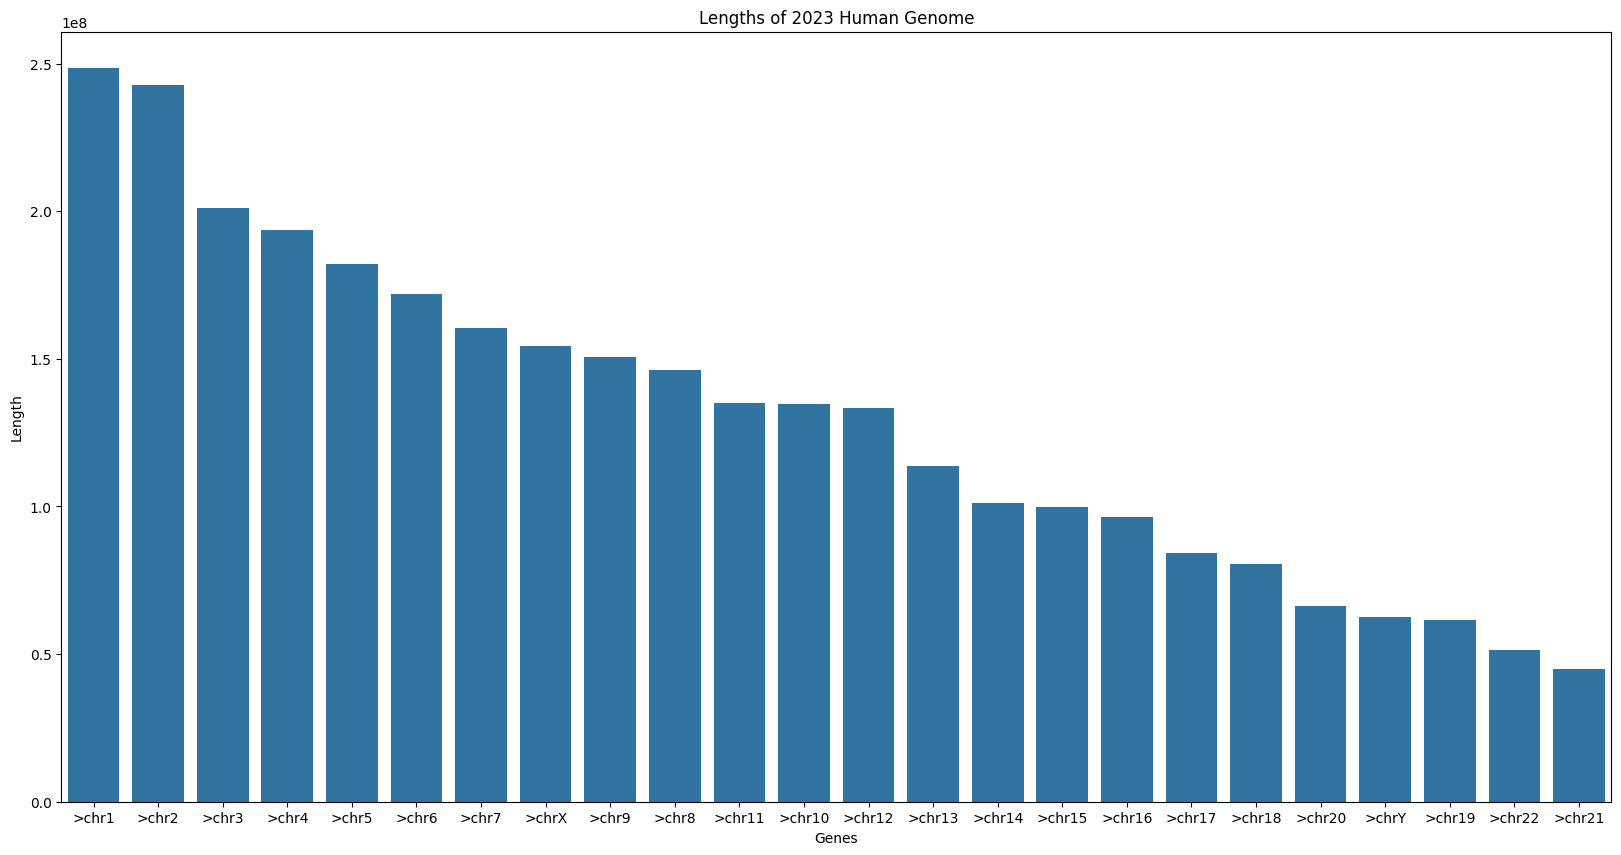 Lengths of 2023 Human Genome
1e8
2.5
2.0
1.5
1.0
0.5
0.0
Length
>chr1 >chr2 >chr3 >chr4 >chr5 >chr6 >chr7 >chrX >chr9 >chr8 >chr11 >chr10 >chr12 >chr13 >chr14 >chr15 >chr16 >chr17 >chr18 >chr20 >chrY >chr19 >chr22 >chr21
Genes